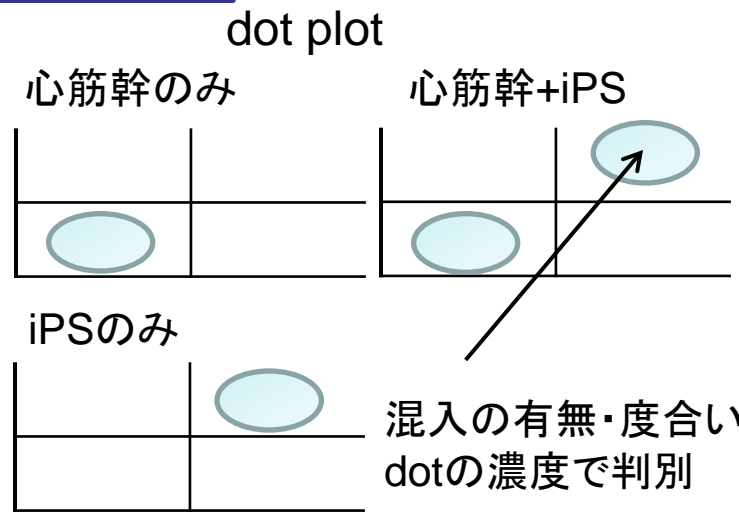 dot plot
心筋幹のみ
心筋幹+iPS
iPSのみ
混入の有無・度合い
dotの濃度で判別